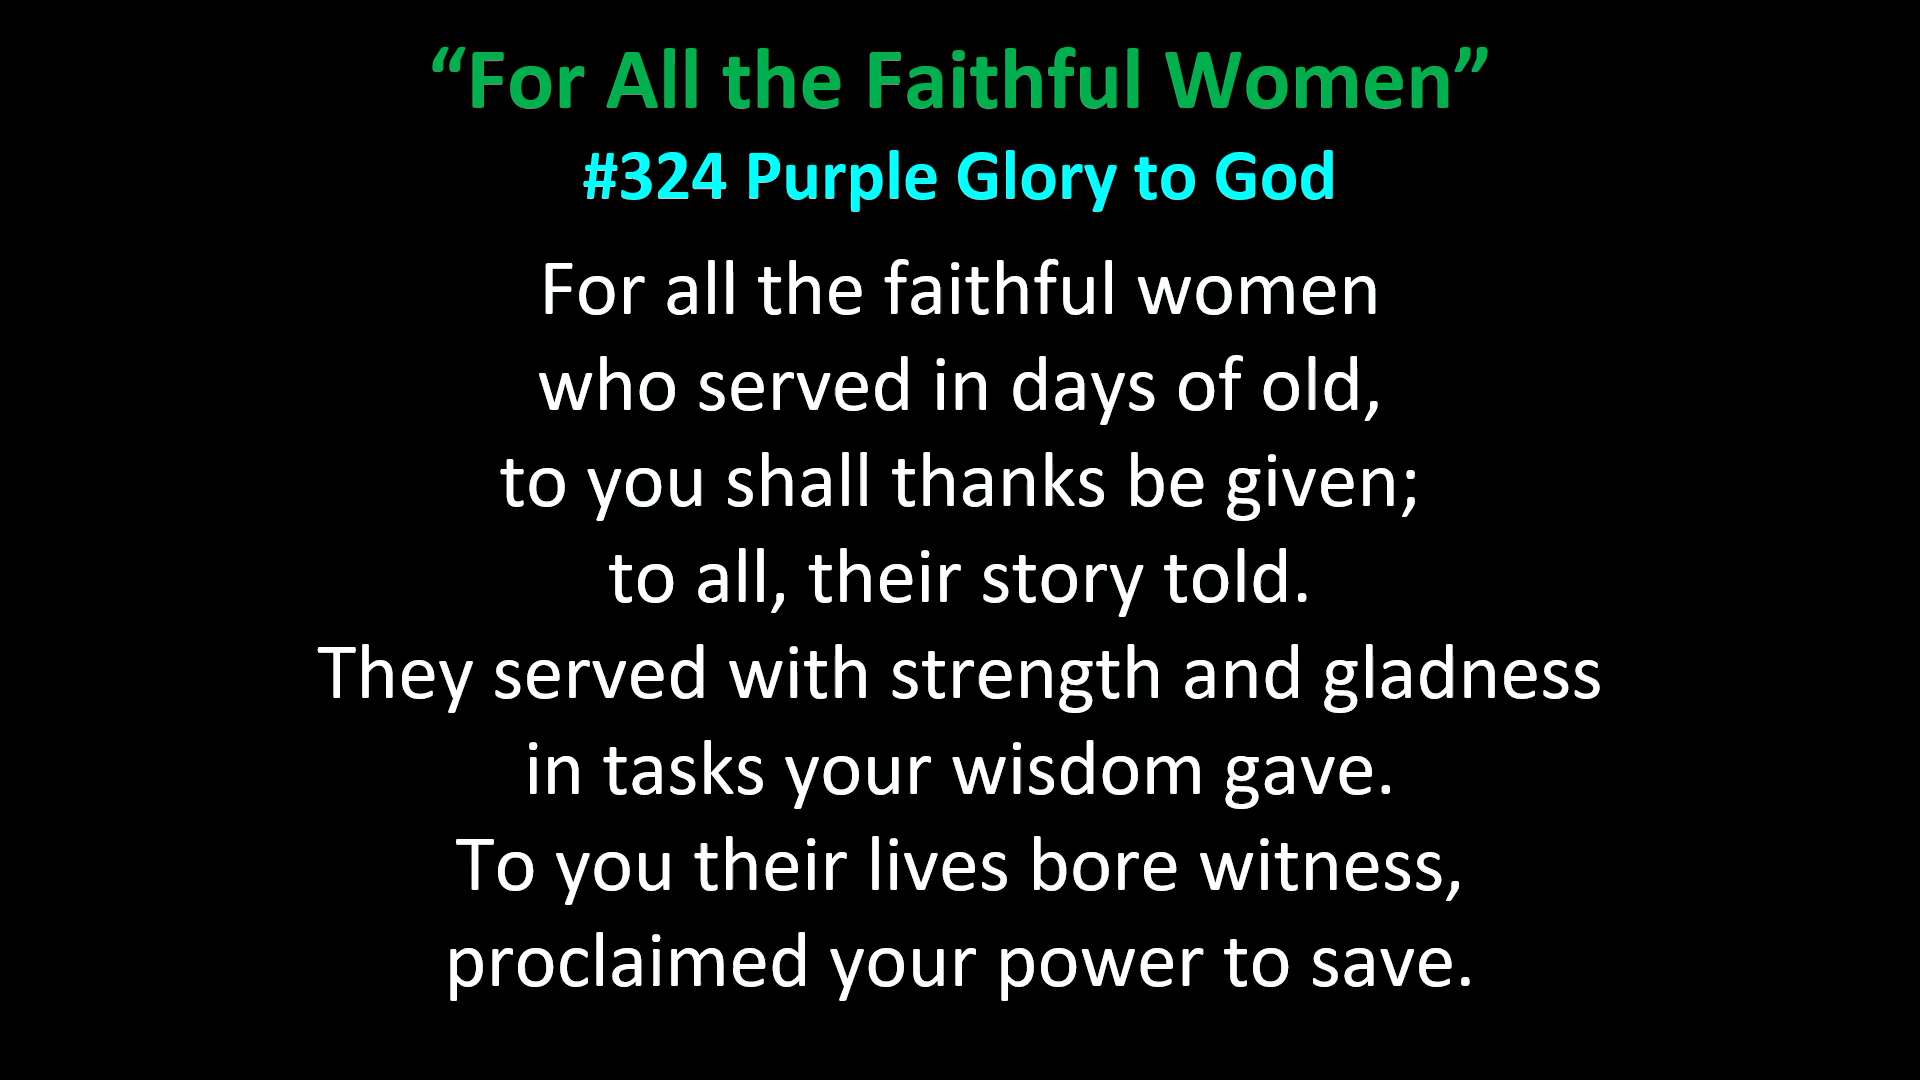 “For All the Faithful Women”
#324 Purple Glory to God
For all the faithful women
who served in days of old,
to you shall thanks be given;
to all, their story told.
They served with strength and gladness
in tasks your wisdom gave.
To you their lives bore witness,
proclaimed your power to save.